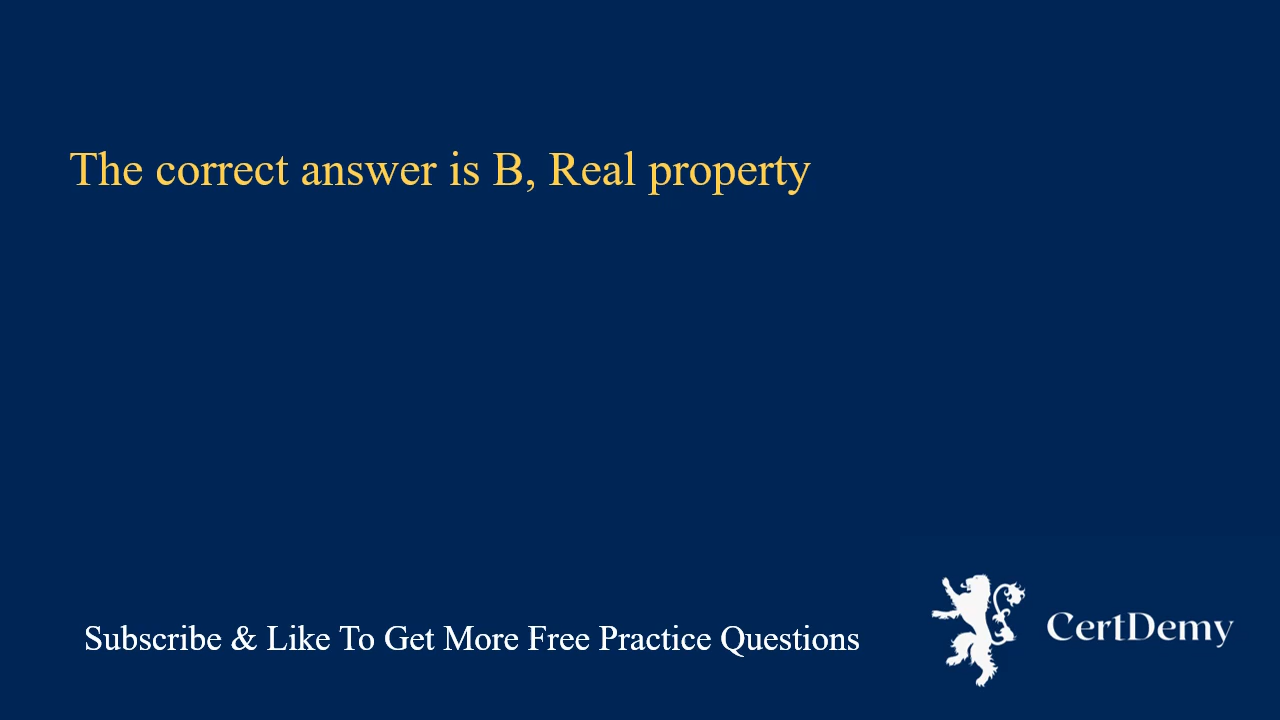 The correct answer is B, Real property
Subscribe & Like To Get More Free Practice Questions
CertDemy